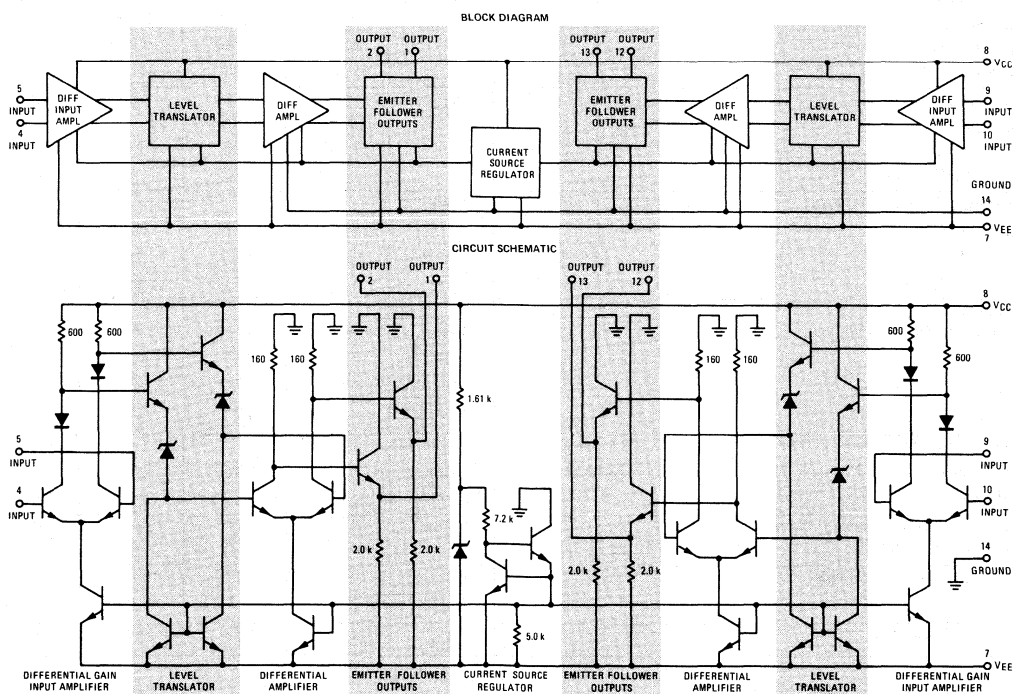 BLOCK DIAGRAM
OUTPUT OUTPUT OUTPUT OUTPUT
2 1 13 12
8
VCC
5
INPUT
4
INPUT
DIFF
INPUT
AMPL
LEVEL
TRANSLATOR
DIFF
AMPL
EMITTER
FOLLOWER
OUTPUTS
CURRENT
SOURCE
REGULATOR
EMITTER
FOLLOWER
OUTPUTS
DIFF
AMPL
LEVEL
TRANSLATOR
DIFF
INPUT
AMPL
9
INPUT
10
INPUT
GROUND
14
VEE
7
CIRCUIT SCHEMATIC
OUTPUT OUTPUT OUTPUT OUTPUT
2 1 13 12
8
VCC
600 600
160 160
1.61 k
160 160
600
600
5
INPUT
4
INPUT
9
INPUT
10
INPUT
7.2 k
2.0 k 2.0 k
2.0 k 2.0 k
14
GROUND
5.0 k
7
VEE
DIFFERENTIAL GAIN
INPUT AMPLIFIER
LEVEL
TRANSLATOR
DIFFERENTIAL
AMPLIFIER
EMITTER FOLLOWER
OUTPUTS
CURRENT SOURCE
REGULATOR
EMITTER FOLLOWER
OUTPUTS
DIFFERENTIAL
AMPLIFIER
LEVEL
TRANSLATOR
DIFFERENTIAL GAIN
INPUT AMPLIFIER